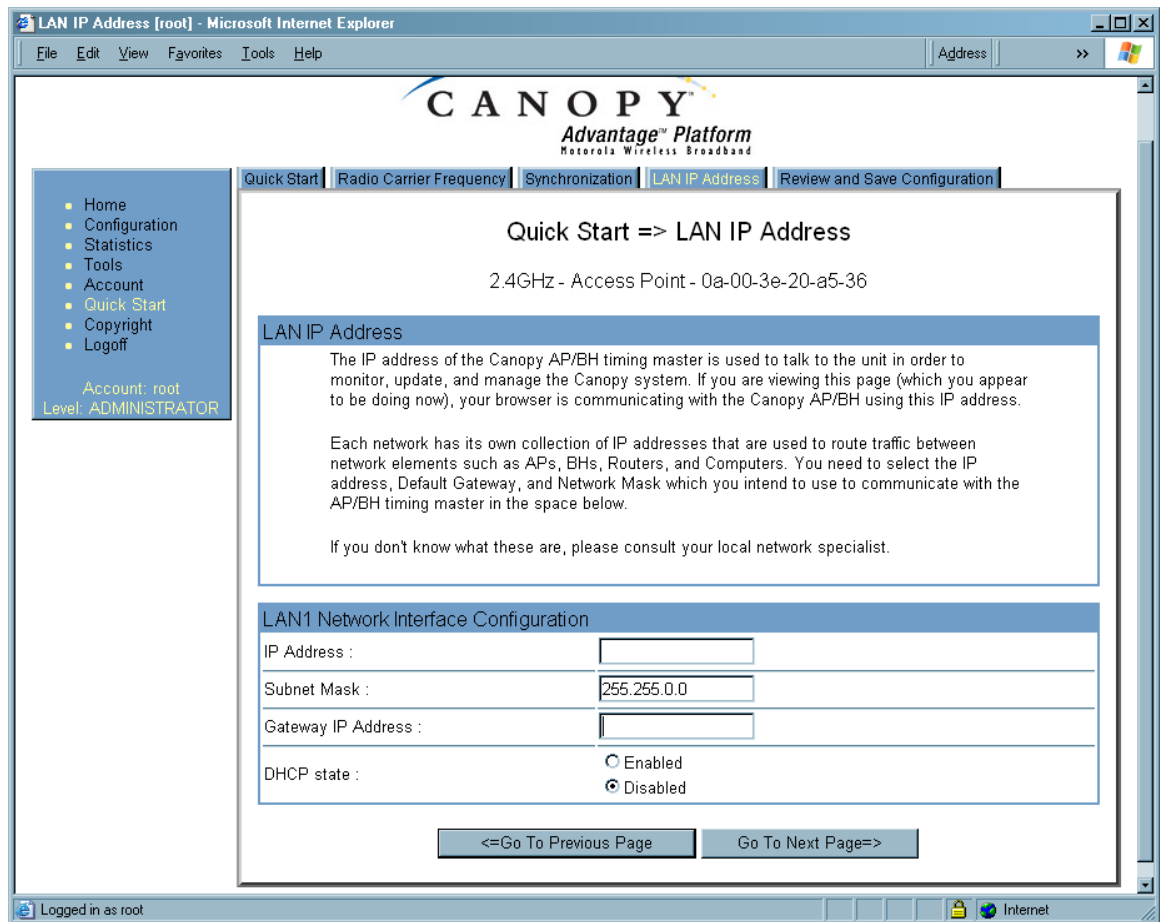 LAN IP Address [root] - Microsoft Internet Explorer
File Edit View Favorites Tools Help Address »
CANOPY™
Advantage™ Platform
Motorola Wireless Broadband
Quick Start Radio Carrier Frequency Synchronization LAN IP Address Review and Save Configuration
Home
Configuration
Statistics
Tools
Account
Quick Start
Copyright
Logoff
Account: root
Level: ADMINISTRATOR
Quick Start => LAN IP Address
2.4GHz - Access Point - 0a-00-3e-20-a5-36
LAN IP Address
The IP address of the Canopy AP/BH timing master is used to talk to the unit in order to
monitor, update, and manage the Canopy system. If you are viewing this page (which you appear
to be doing now), your browser is communicating with the Canopy AP/BH using this IP address.
Each network has its own collection of IP addresses that are used to route traffic between
network elements such as APs, BHs, Routers, and Computers. You need to select the IP
address, Default Gateway, and Network Mask which you intend to use to communicate with the
AP/BH timing master in the space below.
If you don't know what these are, please consult your local network specialist.
LAN1 Network Interface Configuration
IP Address :
Subnet Mask : 255.255.0.0
Gateway IP Address :
DHCP state : Enabled
Disabled
<=Go To Previous Page Go To Next Page=>
Logged in as root Internet